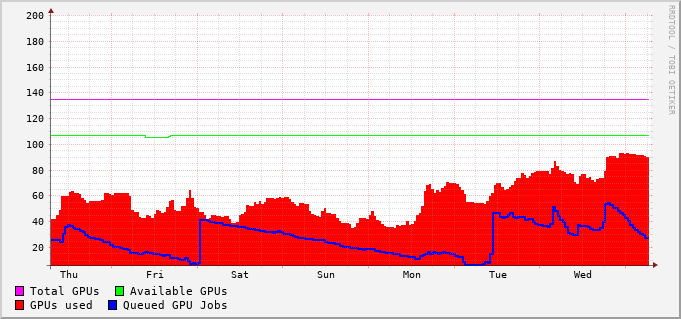 200
180
160
140
120
100
80
60
40
20
Thu Fri Sat Sun Mon Tue Wed
Total GPUs Available GPUs
GPUs used Queued GPU Jobs
RRDTOOL / TOBI OETIKER